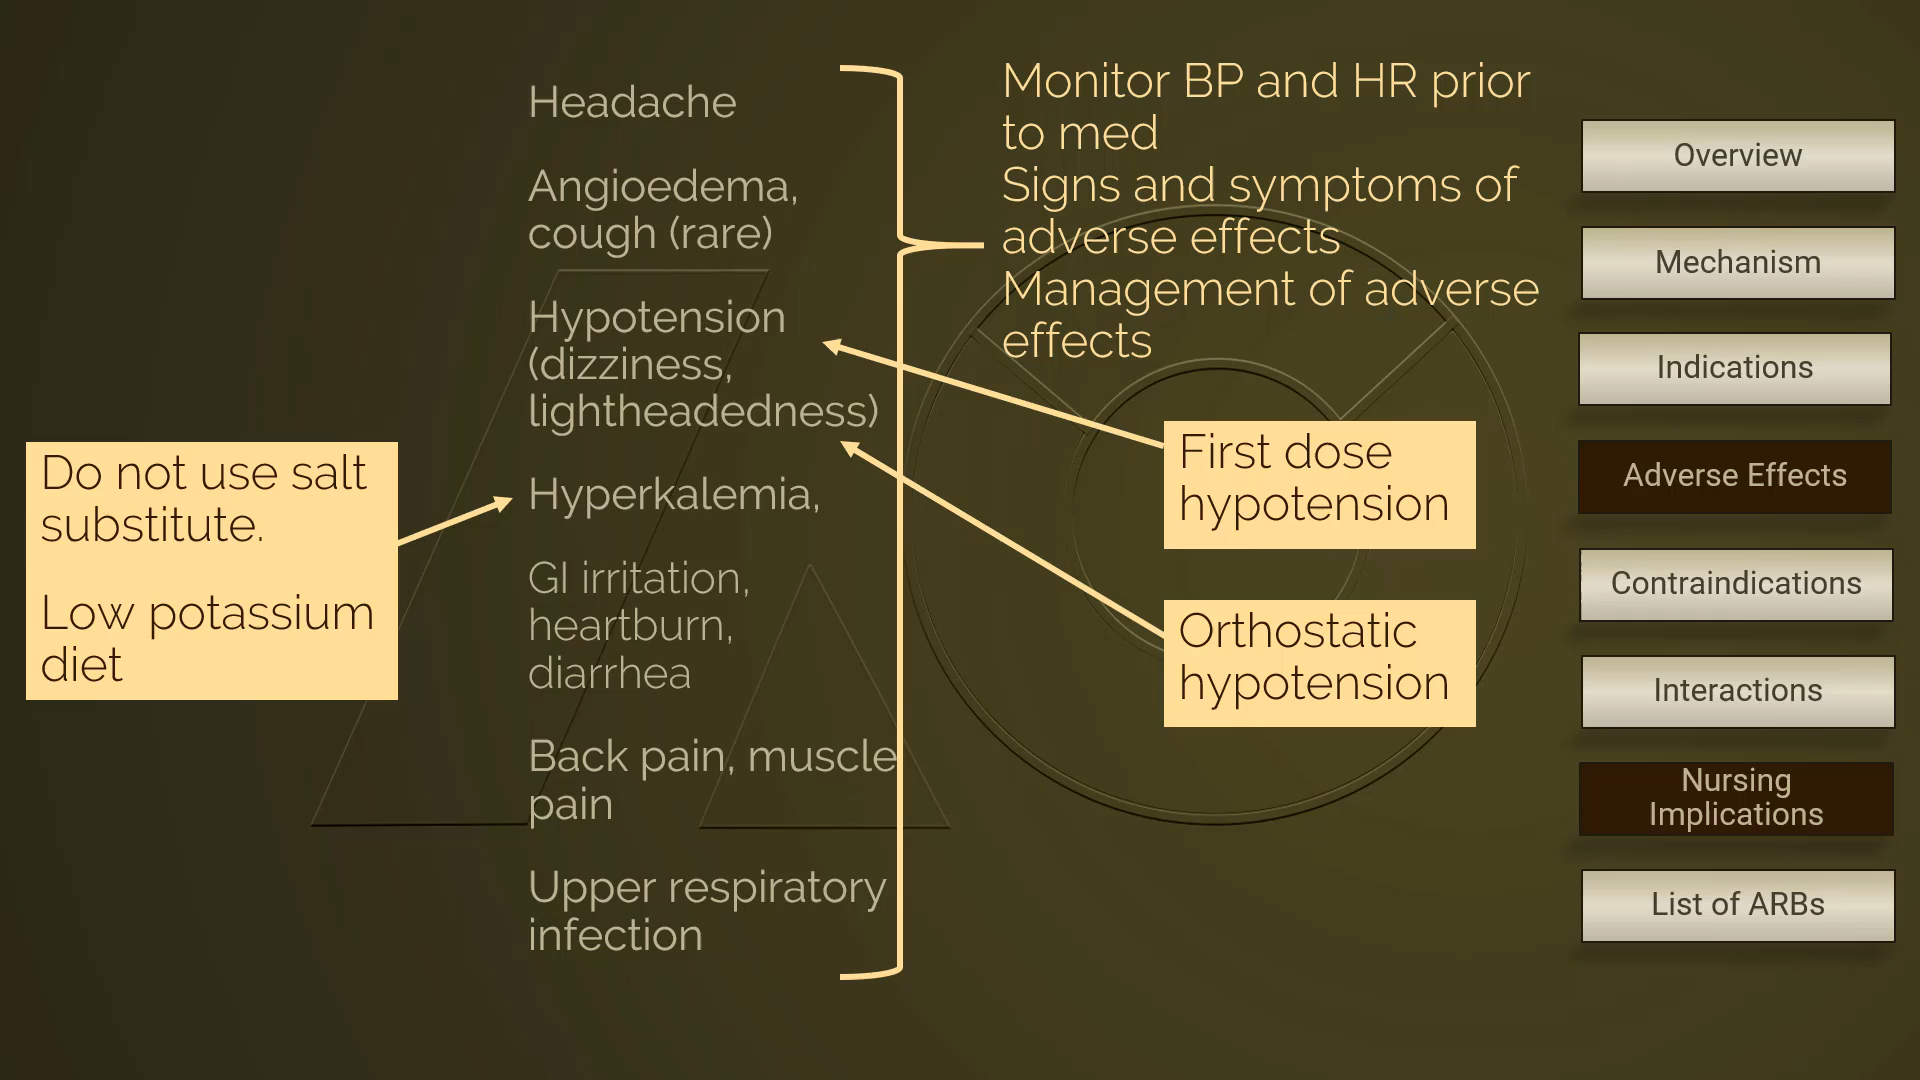 Headache
Angioedema,
cough (rare)
Hypotension
(dizziness,
lightheadedness)
Hyperkalemia,
GI irritation,
heartburn,
diarrhea
Back pain, muscle
pain
Upper respiratory
infection
Do not use salt
substitute.
Low potassium
diet
Monitor BP and HR prior
to med
Signs and symptoms of
adverse effects
Management of adverse
effects
First dose
hypotension
Orthostatic
hypotension
Overview
Mechanism
Indications
Adverse Effects
Contraindications
Interactions
Nursing
Implications
List of ARBs